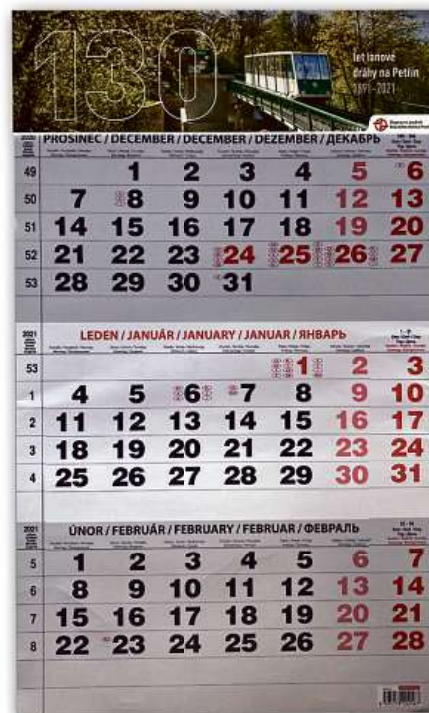 130
let lanové
dráhy na Petřín
1891–2021
2020
PROSINEC / DECEMBER / DECEMBER / DEZEMBER / ДЕКАБРЬ
49 1 2 3 4 5 6
50 7 8 9 10 11 12 13
51 14 15 16 17 18 19 20
52 21 22 23 24 25 26 27
53 28 29 30 31
2021
LEDEN / JANUÁR / JANUARY / JANUAR / ЯНВАРЬ
53 1 2 3
1 4 5 6 7 8 9 10
2 11 12 13 14 15 16 17
3 18 19 20 21 22 23 24
4 25 26 27 28 29 30 31
2021
ÚNOR / FEBRUÁR / FEBRUARY / FEBRUAR / ФЕВРАЛЬ
5 1 2 3 4 5 6 7
6 8 9 10 11 12 13 14
7 15 16 17 18 19 20 21
8 22 23 24 25 26 27 28